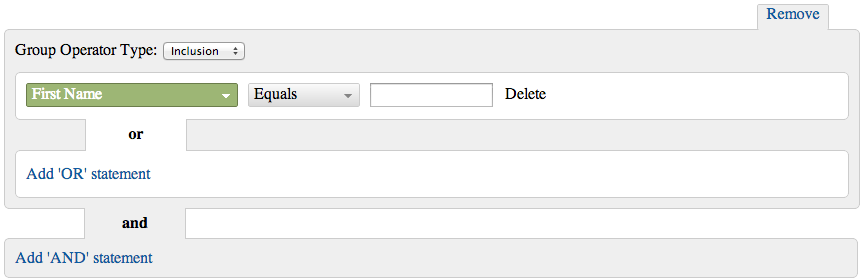 Remove
Group Operator Type: Inclusion
First Name Equals Delete
or
Add 'OR' statement
and
Add 'AND' statement